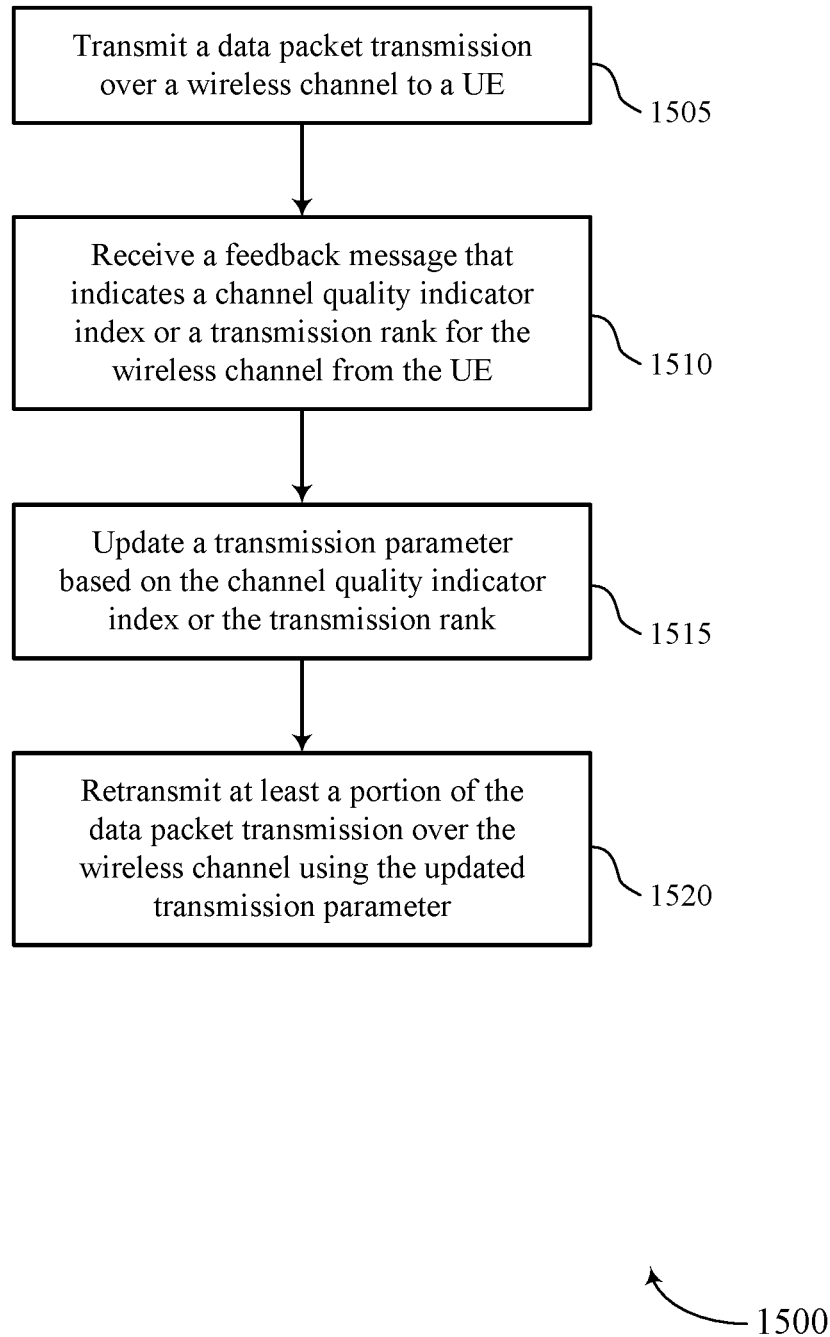 Transmit a data packet transmission
over a wireless channel to a UE
1505
Receive a feedback message that
indicates a channel quality indicator
index or a transmission rank for the
wireless channel from the UE
1510
Update a transmission parameter
based on the channel quality indicator
index or the transmission rank
1515
Retransmit at least a portion of the
data packet transmission over the
wireless channel using the updated
transmission parameter
1520
1500